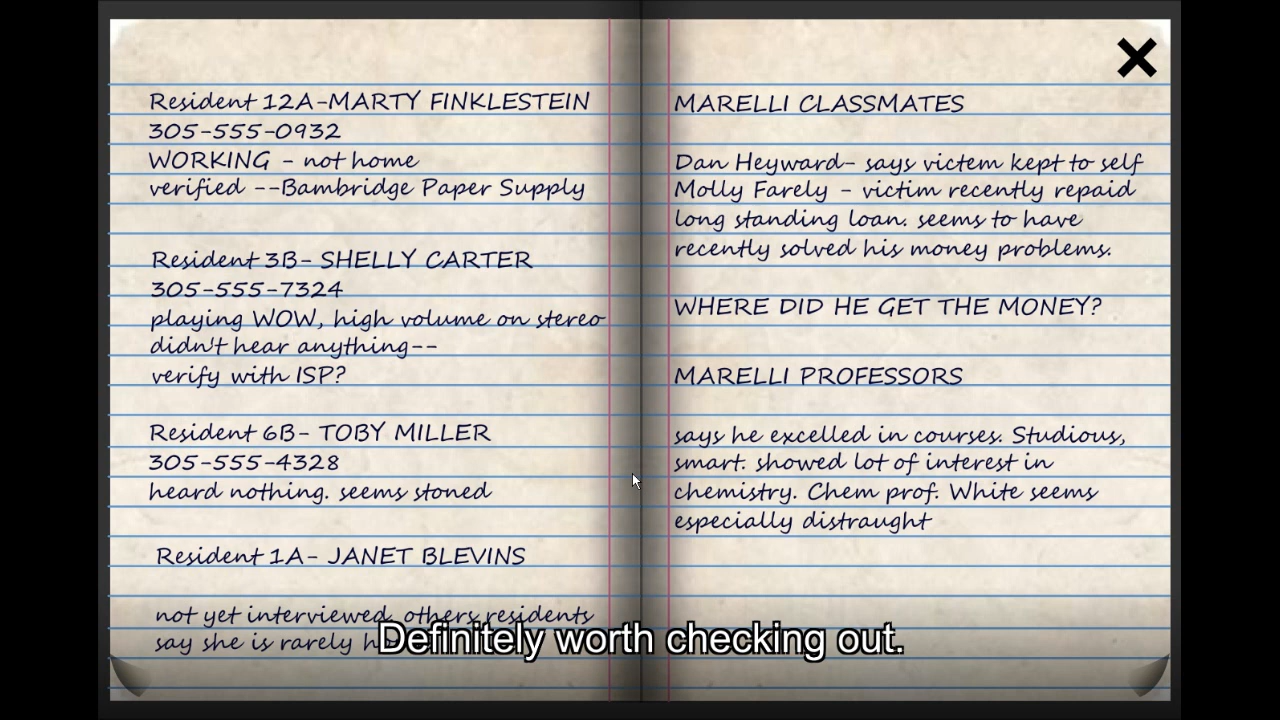 Resident 12A-MARTY FINKLESTEIN
305-555-0932
WORKING - not home
verified --Bambridge Paper Supply
Resident 3B- SHELLY CARTER
305-555-7324
playing WOW, high volume on stereo
didn't hear anything--
verify with ISP?
Resident 6B- TOBY MILLER
305-555-4328
heard nothing. seems stoned
Resident 1A- JANET BLEVINS
not yet interviewed, others residents
say she is rarely
MARELLI CLASSMATES
Dan Heyward- says victem kept to self
Molly Farely - victim recently repaid
long standing loan. seems to have
recently solved his money problems.
WHERE DID HE GET THE MONEY?
MARELLI PROFESSORS
says he excelled in courses. Studious,
smart. showed lot of interest in
chemistry. Chem prof. White seems
especially distraught
Definitely worth checking out.